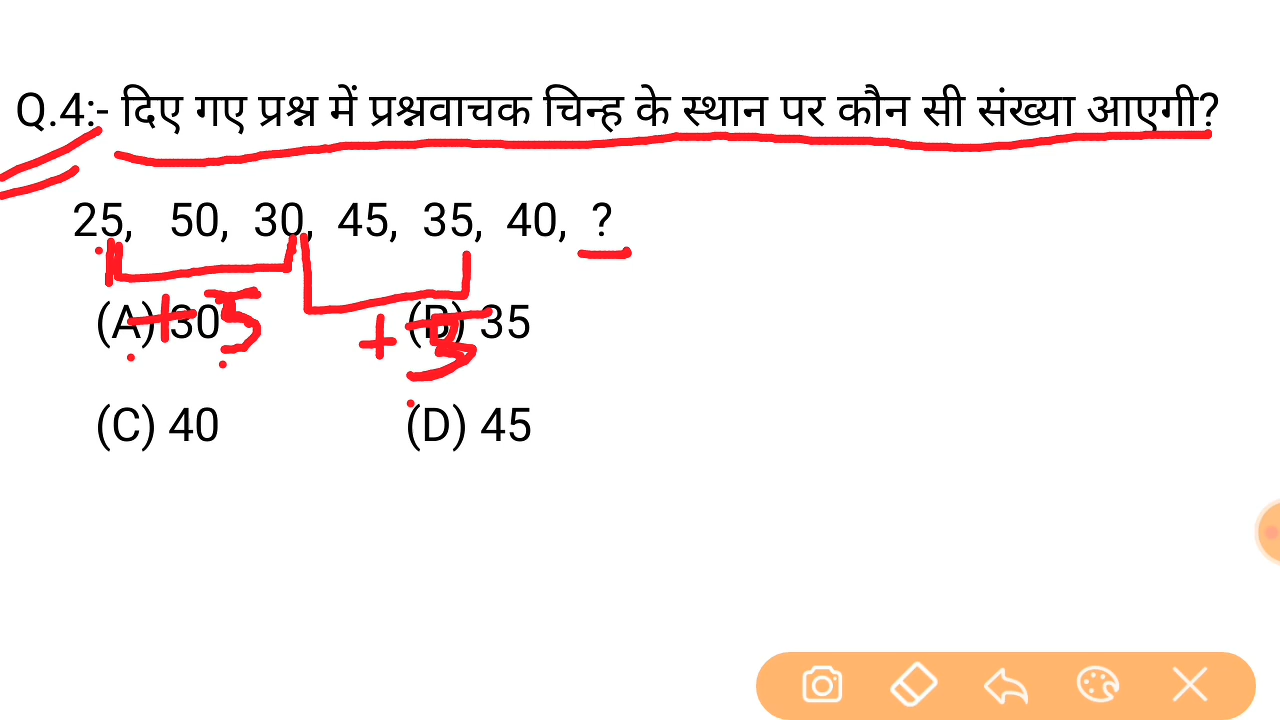 Q.4:- दिए गए प्रश्न में प्रश्नवाचक चिन्ह के स्थान पर कौन सी संख्या आएगी?
25, 50, 30, 45, 35, 40, ?
(A) 30 (B) 35
+5 +5
(C) 40 (D) 45